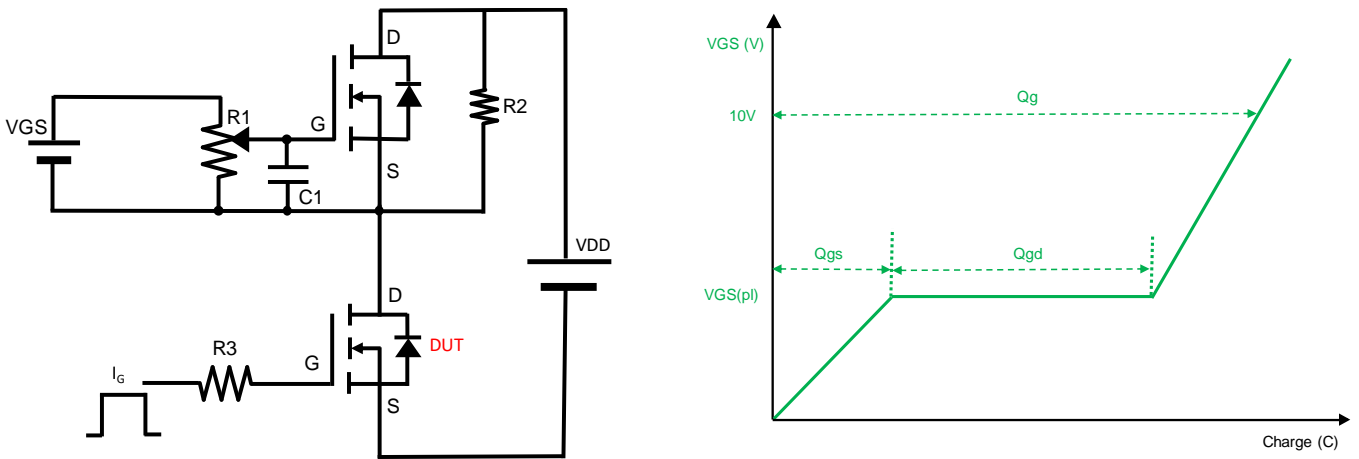 D
VGS
R1
G
R2
S
C1
VDD
D
R3
G
DUT
IG
S
VGS (V)
Qg
10V
Qgs
Qgd
VGS(pl)
Charge (C)